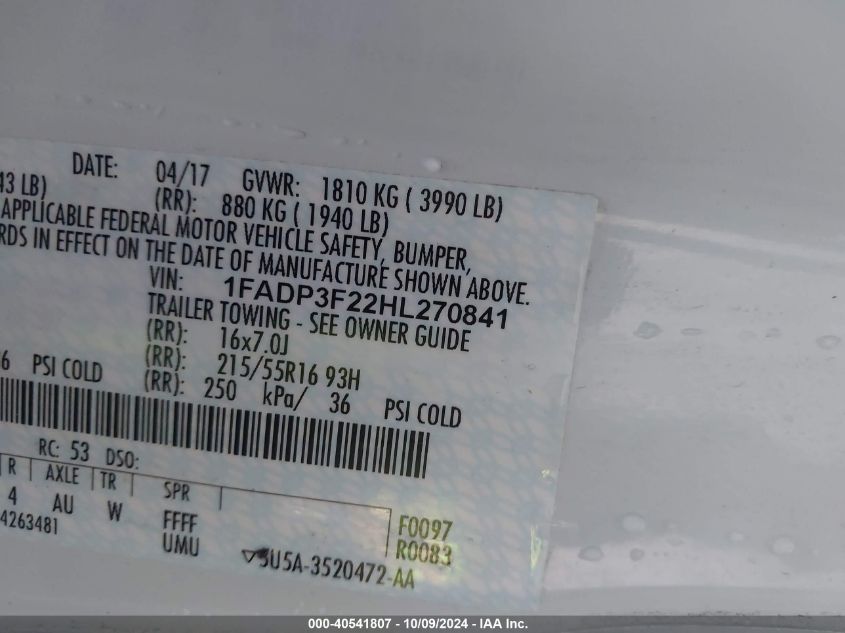 DATE: 04/17 GVWR: 1810 KG ( 3990 LB)
43 LB) (RR): 880 KG ( 1940 LB)
APPLICABLE FEDERAL MOTOR VEHICLE SAFETY, BUMPER,
RDS IN EFFECT ON THE DATE OF MANUFACTURE SHOWN ABOVE.
VIN: 1FADP3F22HL270841
TRAILER TOWING - SEE OWNER GUIDE
(RR): 16x7.0J
(RR): 215/55R16 93H
6 PSI COLD (RR): 250 kPa/ 36 PSI COLD
RC: 53 DSO:
R AXLE TR SPR
4 AU W FFFF F0097
4263481 UMU R0083
5U5A-3520472-AA
000-40541807 - 10/09/2024 - IAA Inc.